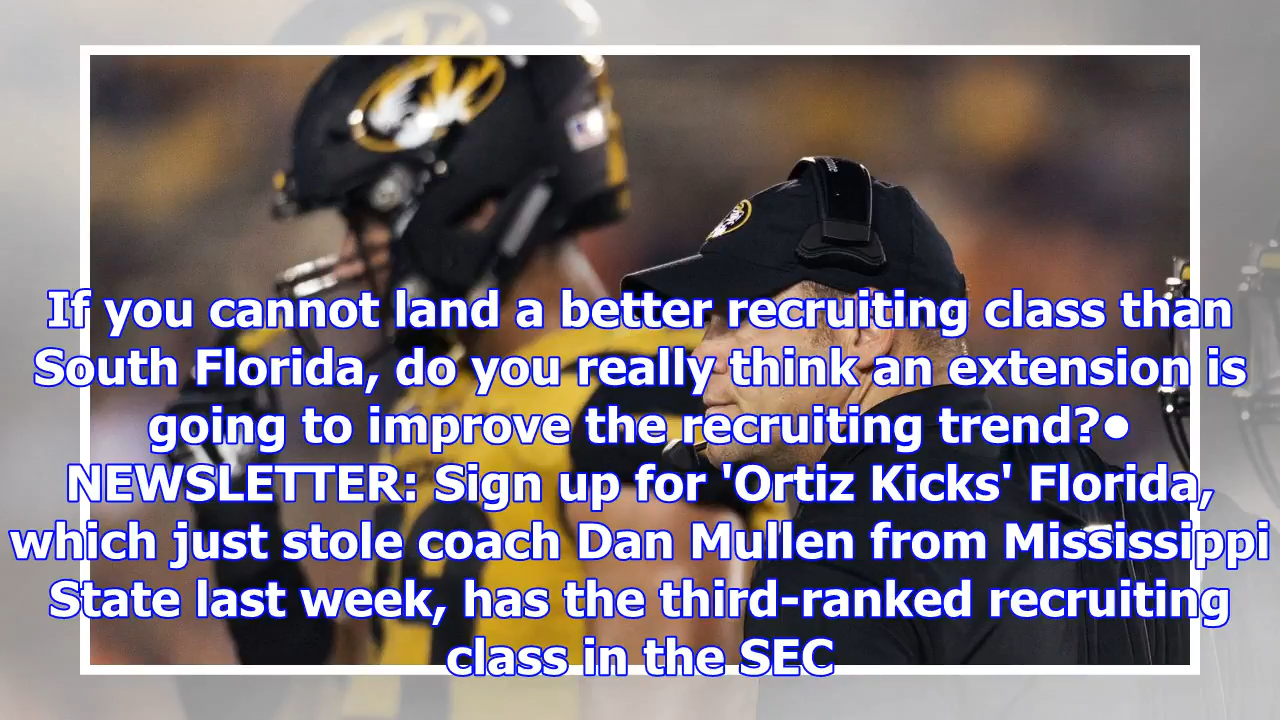 If you cannot land a better recruiting class than
South Florida, do you really think an extension is
going to improve the recruiting trend?•
NEWSLETTER: Sign up for 'Ortiz Kicks' Florida,
which just stole coach Dan Mullen from Mississippi
State last week, has the third-ranked recruiting
class in the SEC